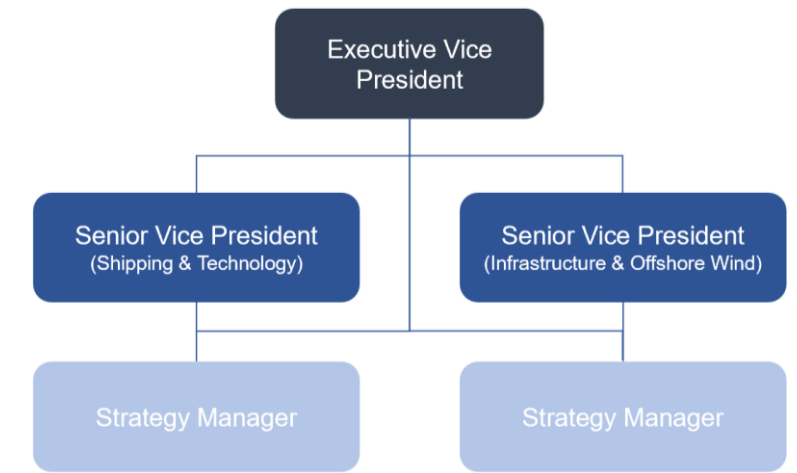 Executive Vice
President
Senior Vice President
(Shipping & Technology)
Senior Vice President
(Infrastructure & Offshore Wind)
Strategy Manager
Strategy Manager